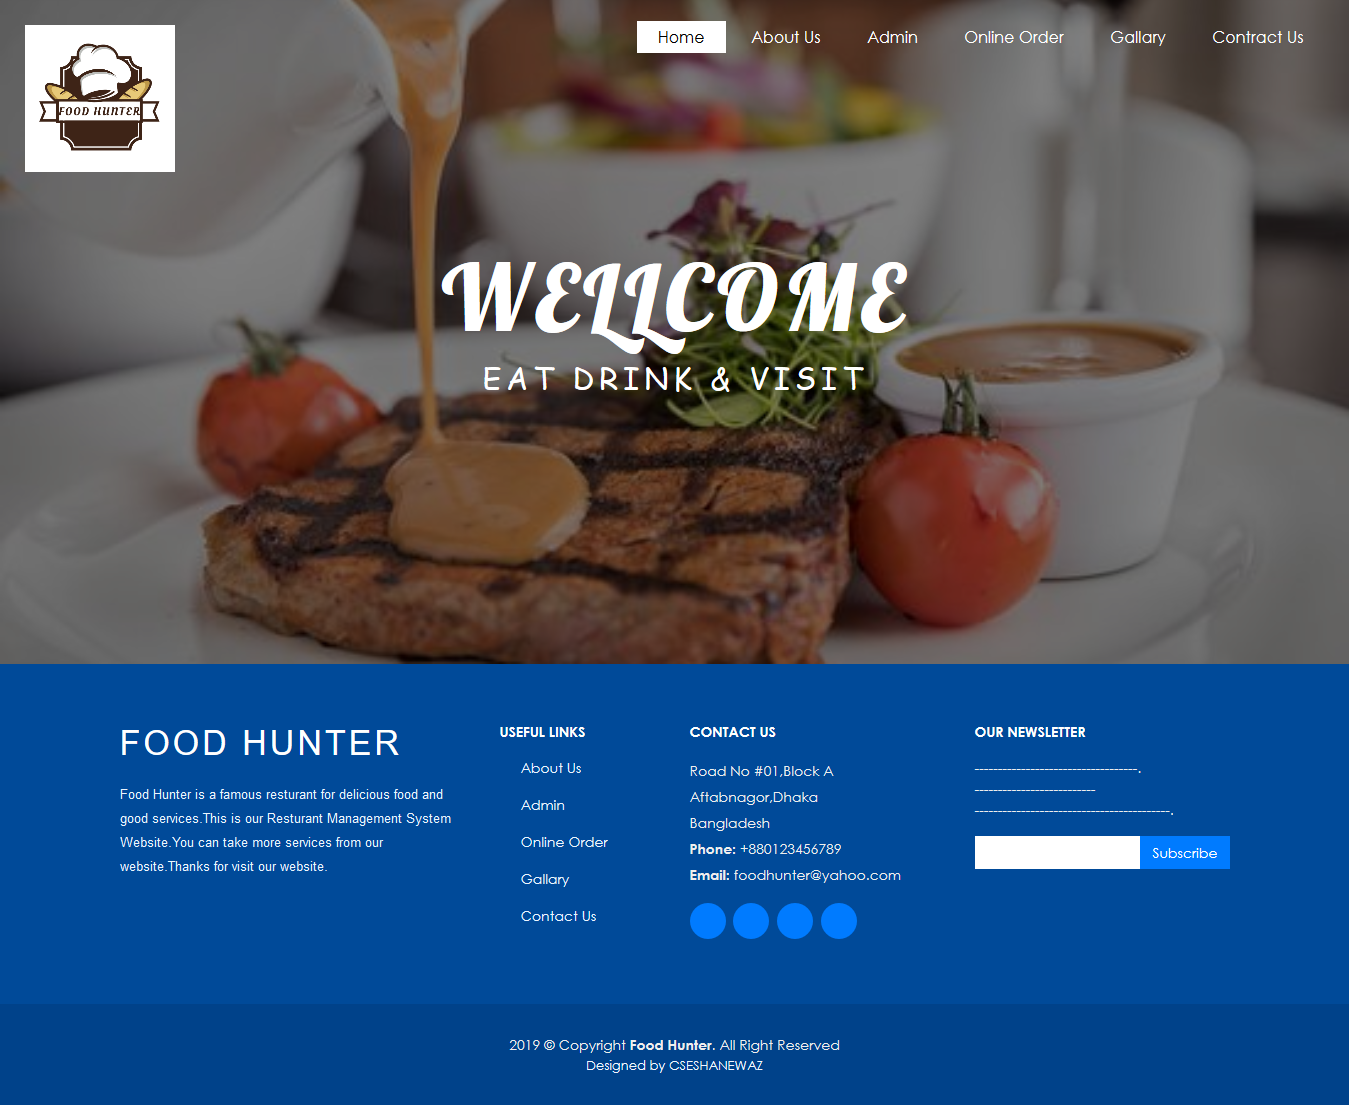 FOOD HUNTER
Home About Us Admin Online Order Gallary Contract Us
WELLCOME
EAT DRINK & VISIT
FOOD HUNTER
Food Hunter is a famous resturant for delicious food and
good services.This is our Resturant Management System
Website.You can take more services from our
website.Thanks for visit our website.
USEFUL LINKS
About Us
Admin
Online Order
Gallary
Contact Us
CONTACT US
Road No #01,Block A
Aftabnagor,Dhaka
Bangladesh
Phone: +880123456789
Email: foodhunter@yahoo.com
OUR NEWSLETTER
-----------------------------------.
--------------------------
------------------------------------------.
Subscribe
2019 © Copyright Food Hunter. All Right Reserved
Designed by CSESHANEWAZ